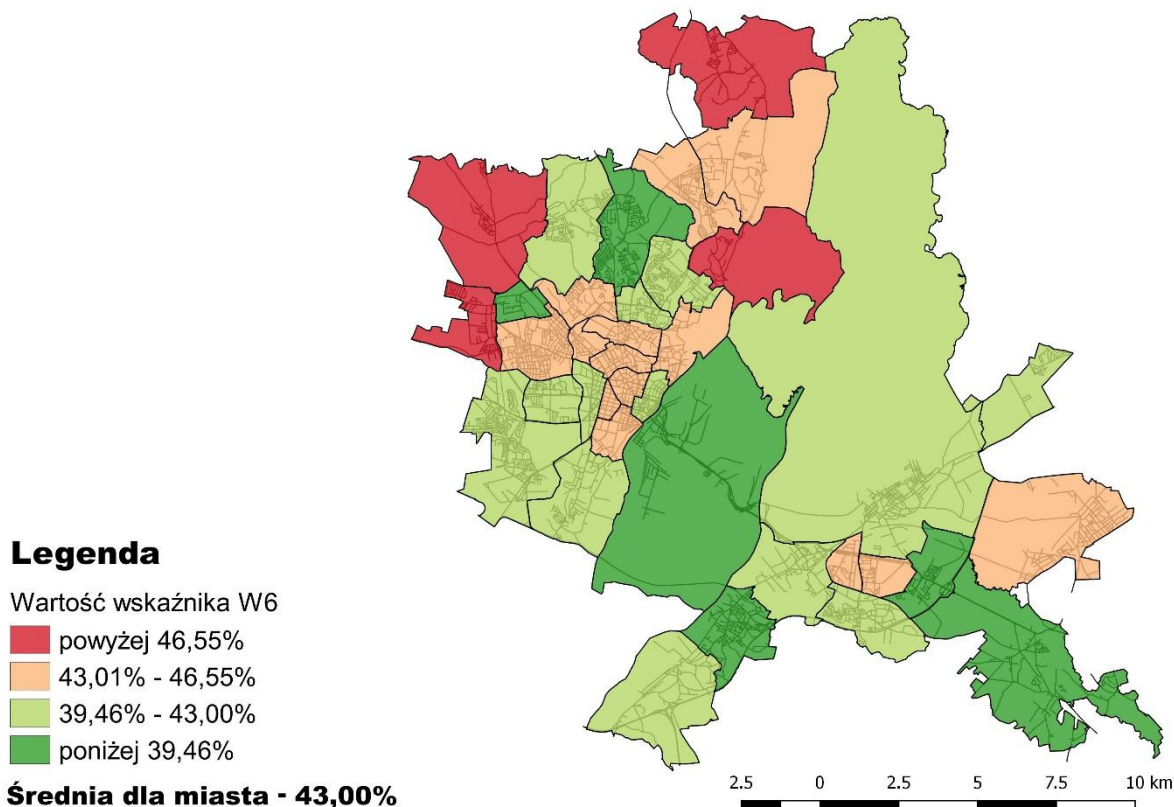 Legenda
Wartość wskaźnika W6
powyżej 46,55%
43,01% - 46,55%
39,46% - 43,00%
poniżej 39,46%
Średnia dla miasta - 43,00%
2.5 0 2.5 5 7.5 10 km